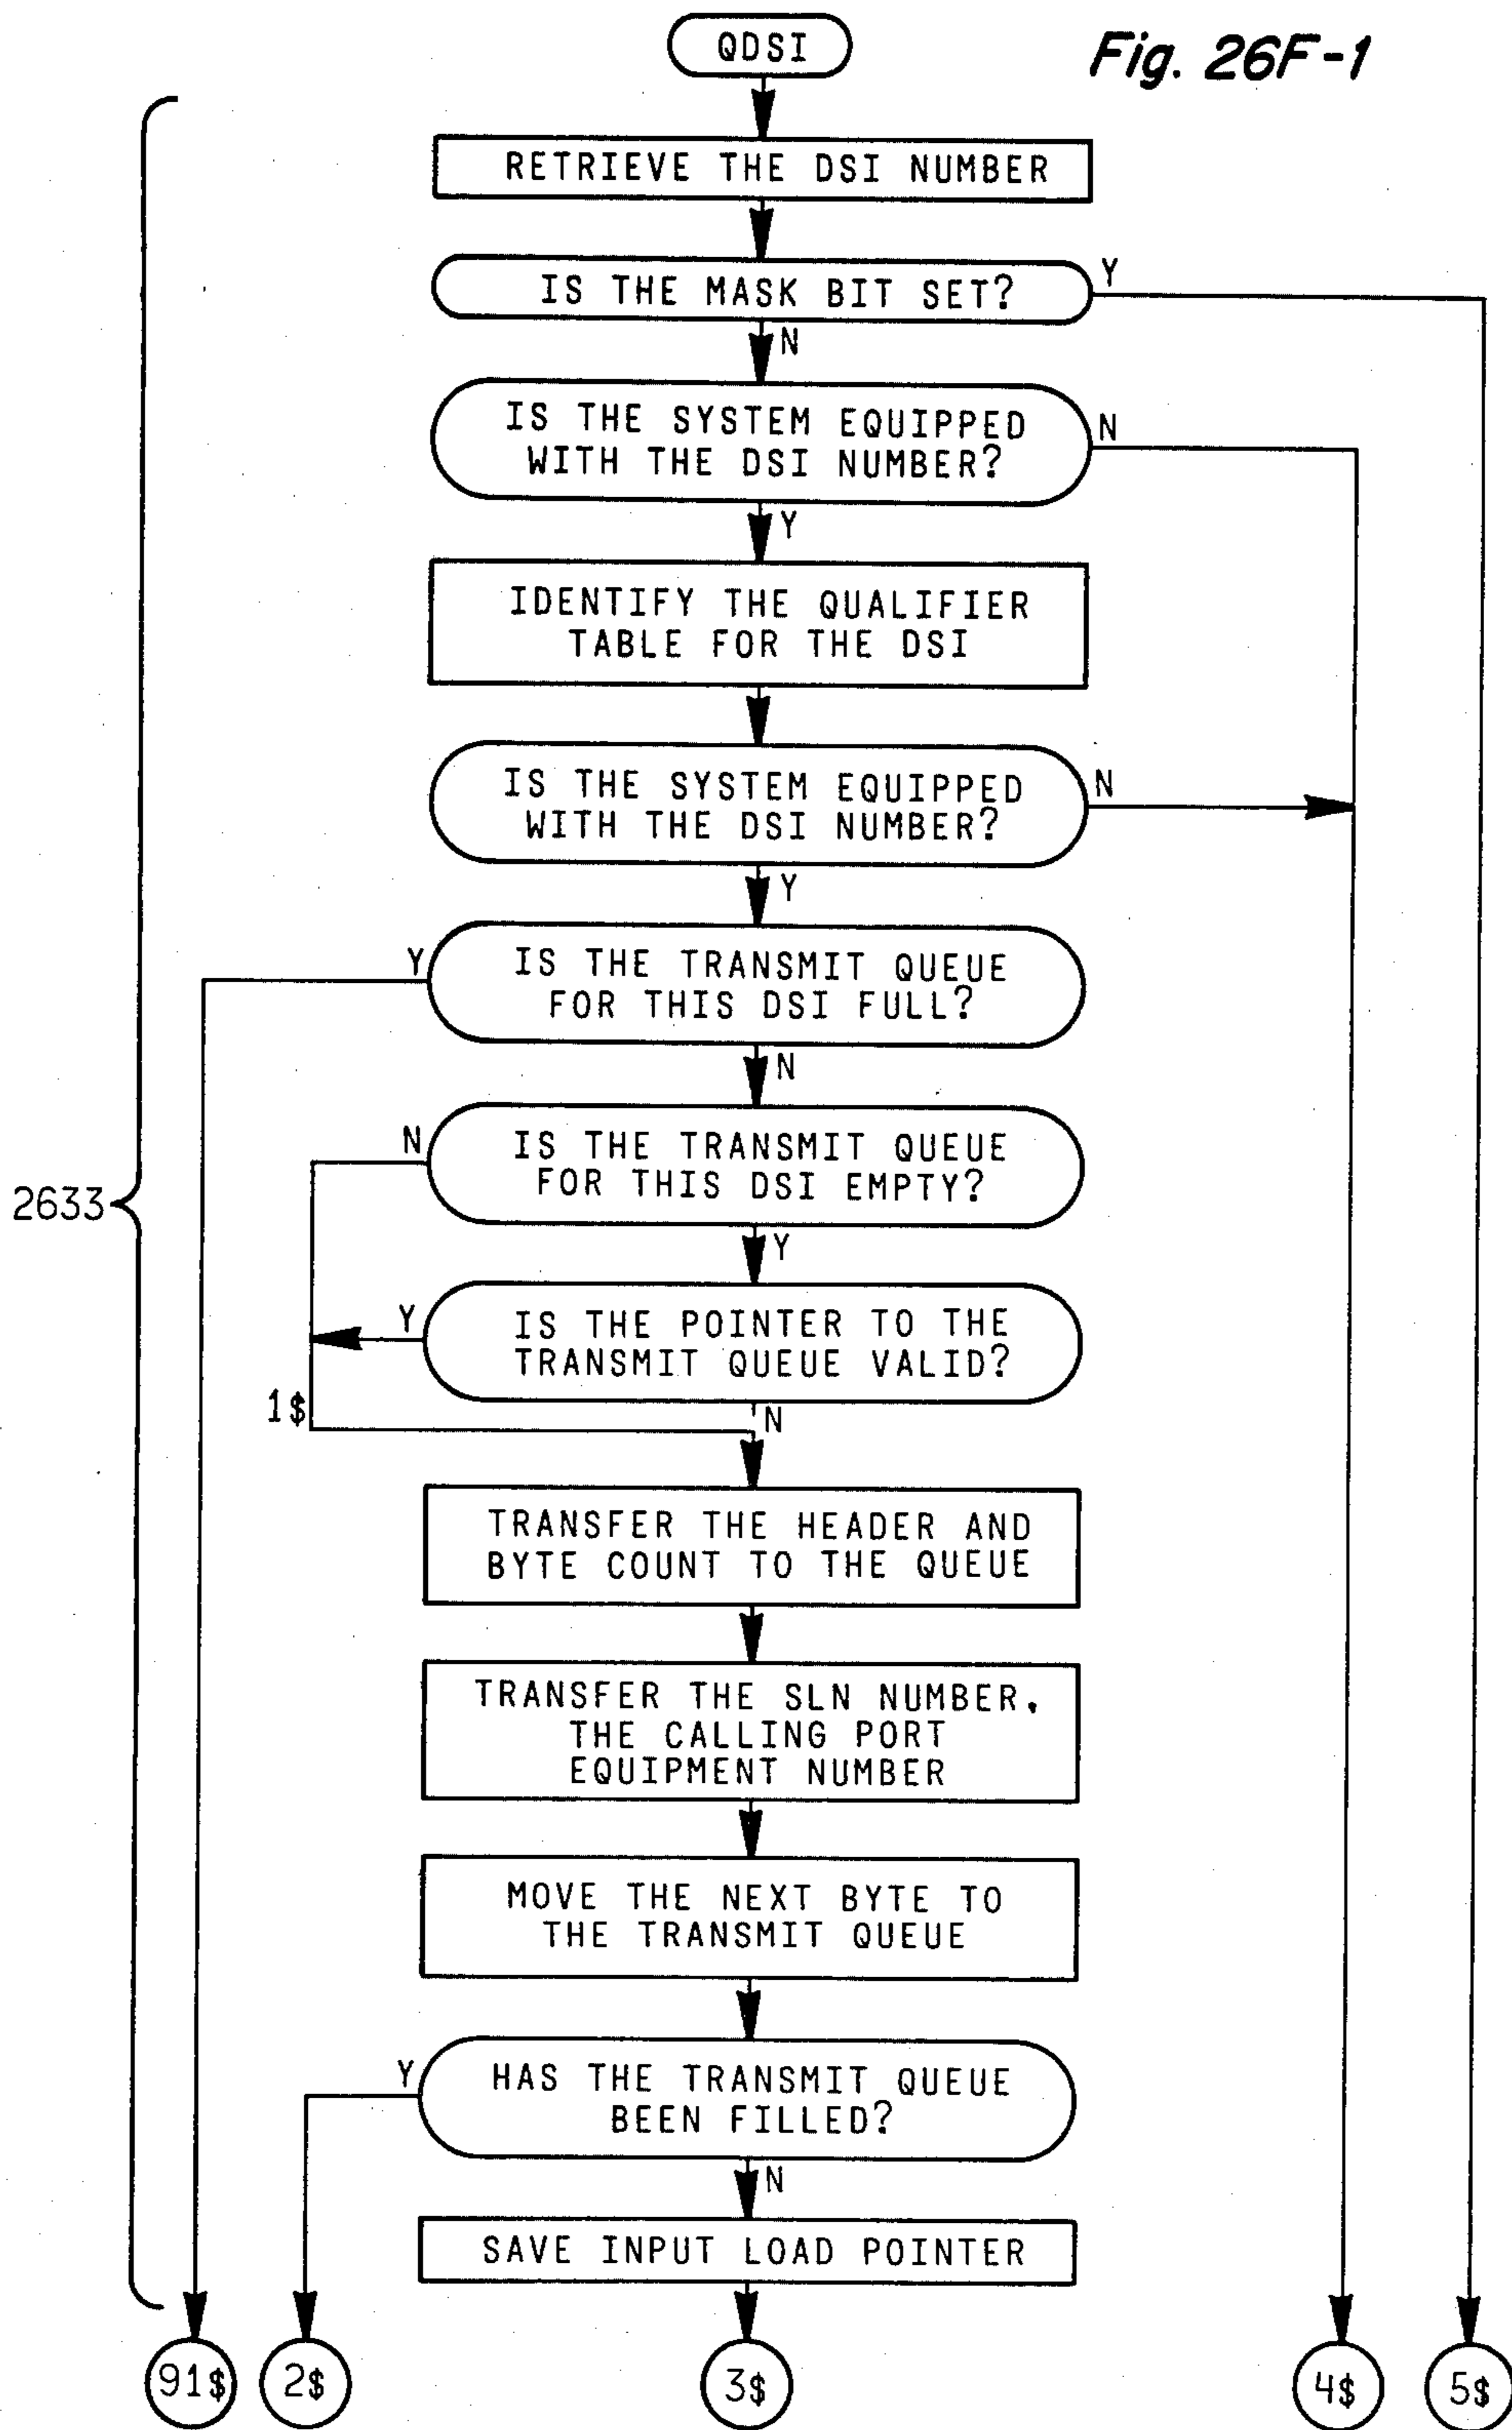 QDSI
Fig. 26F-1
RETRIEVE THE DSI NUMBER
IS THE MASK BIT SET?
Y
N
IS THE SYSTEM EQUIPPED
WITH THE DSI NUMBER?
N
Y
IDENTIFY THE QUALIFIER
TABLE FOR THE DSI
IS THE SYSTEM EQUIPPED
WITH THE DSI NUMBER?
N
Y
Y
IS THE TRANSMIT QUEUE
FOR THIS DSI FULL?
N
N
IS THE TRANSMIT QUEUE
FOR THIS DSI EMPTY?
2633
Y
Y
IS THE POINTER TO THE
TRANSMIT QUEUE VALID?
1$
N
TRANSFER THE HEADER AND
BYTE COUNT TO THE QUEUE
TRANSFER THE SLN NUMBER,
THE CALLING PORT
EQUIPMENT NUMBER
MOVE THE NEXT BYTE TO
THE TRANSMIT QUEUE
Y
HAS THE TRANSMIT QUEUE
BEEN FILLED?
N
SAVE INPUT LOAD POINTER
91$
2$
3$
4$
5$